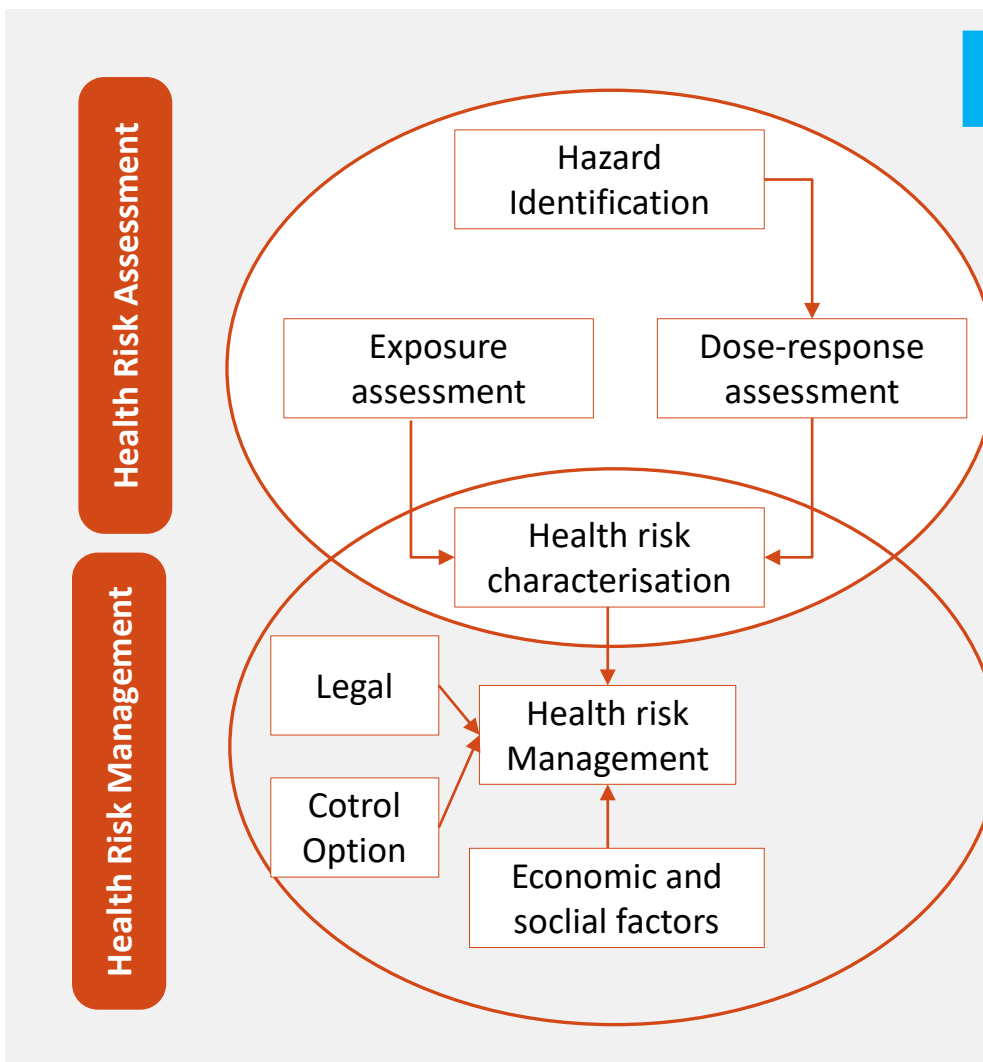 Health Risk Assessment
Hazard
Identification
Exposure
assessment
Dose-response
assessment
Health risk
characterisation
Health Risk Management
Legal
Health risk
Management
Cotrol
Option
Economic and
soclial factors